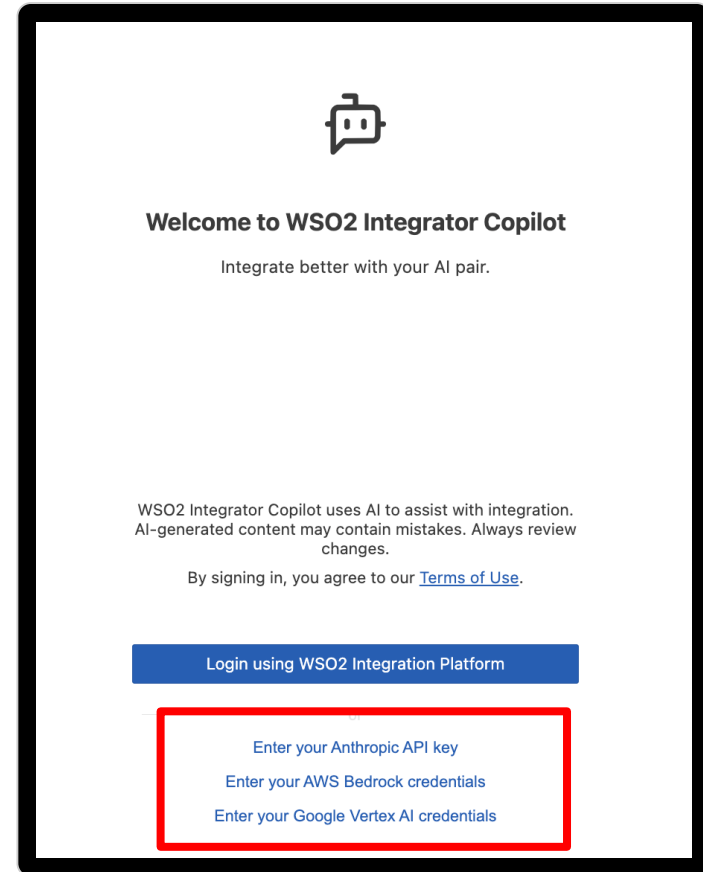 Welcome to WSO2 Integrator Copilot
Integrate better with your AI pair.
WSO2 Integrator Copilot uses AI to assist with integration.
AI-generated content may contain mistakes. Always review
changes.
By signing in, you agree to our Terms of Use.
Login using WSO2 Integration Platform
Enter your Anthropic API key
Enter your AWS Bedrock credentials
Enter your Google Vertex AI credentials